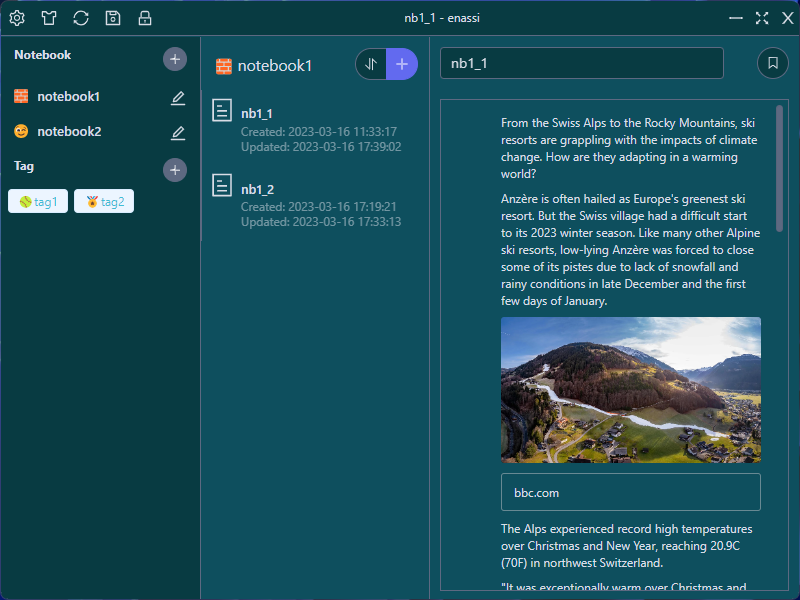 nb1_1 - enassi
Notebook
notebook1
notebook2
Tag
tag1
tag2
notebook1
nb1_1
Created: 2023-03-16 11:33:17
Updated: 2023-03-16 17:39:02
nb1_2
Created: 2023-03-16 17:19:21
Updated: 2023-03-16 17:33:13
nb1_1
From the Swiss Alps to the Rocky Mountains, ski
resorts are grappling with the impacts of climate
change. How are they adapting in a warming
world?
Anzère is often hailed as Europe's greenest ski
resort. But the Swiss village had a difficult start
to its 2023 winter season. Like many other Alpine
ski resorts, low-lying Anzère was forced to close
some of its pistes due to lack of snowfall and
rainy conditions in late December and the first
few days of January.
bbc.com
The Alps experienced record high temperatures
over Christmas and New Year, reaching 20.9C
(70F) in northwest Switzerland.
"It was exceptionally warm over Christmas and